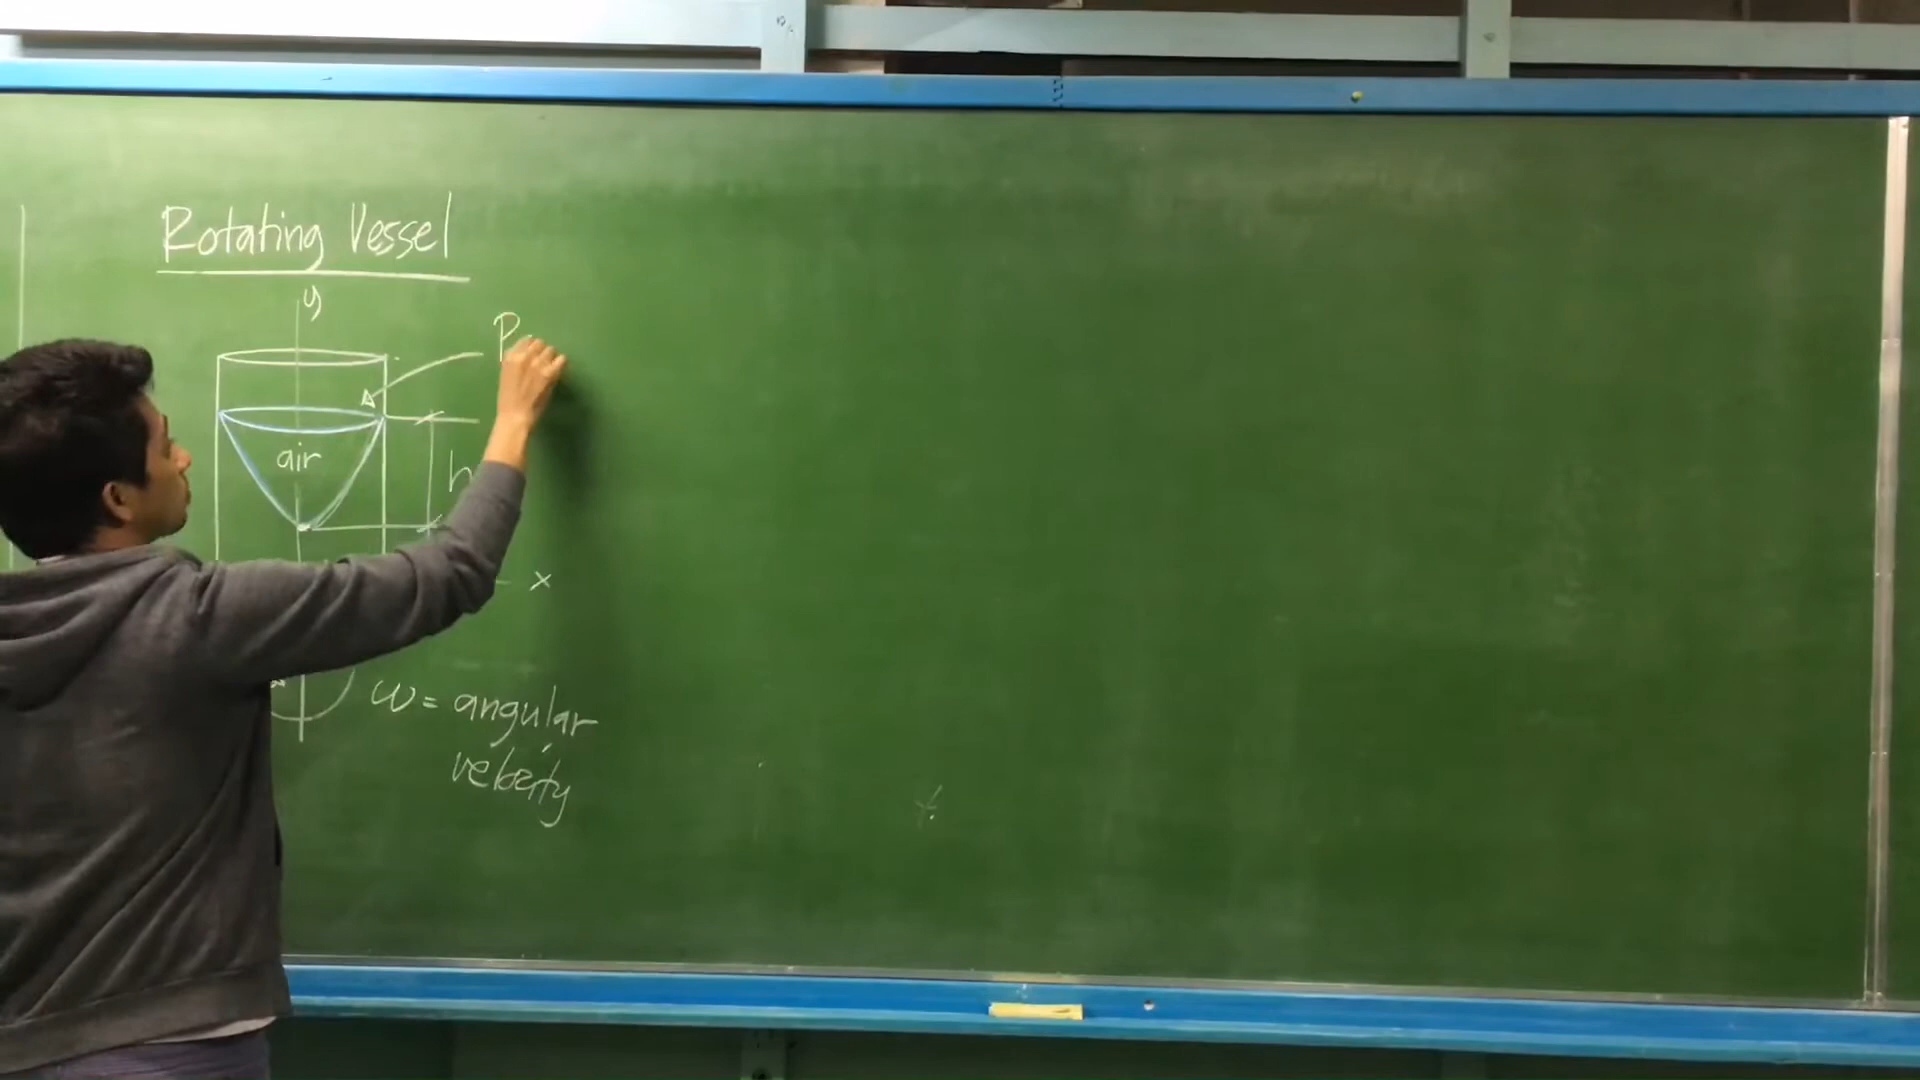 Rotating Vessel
y
P
air
h
x
ω = angular
velocity